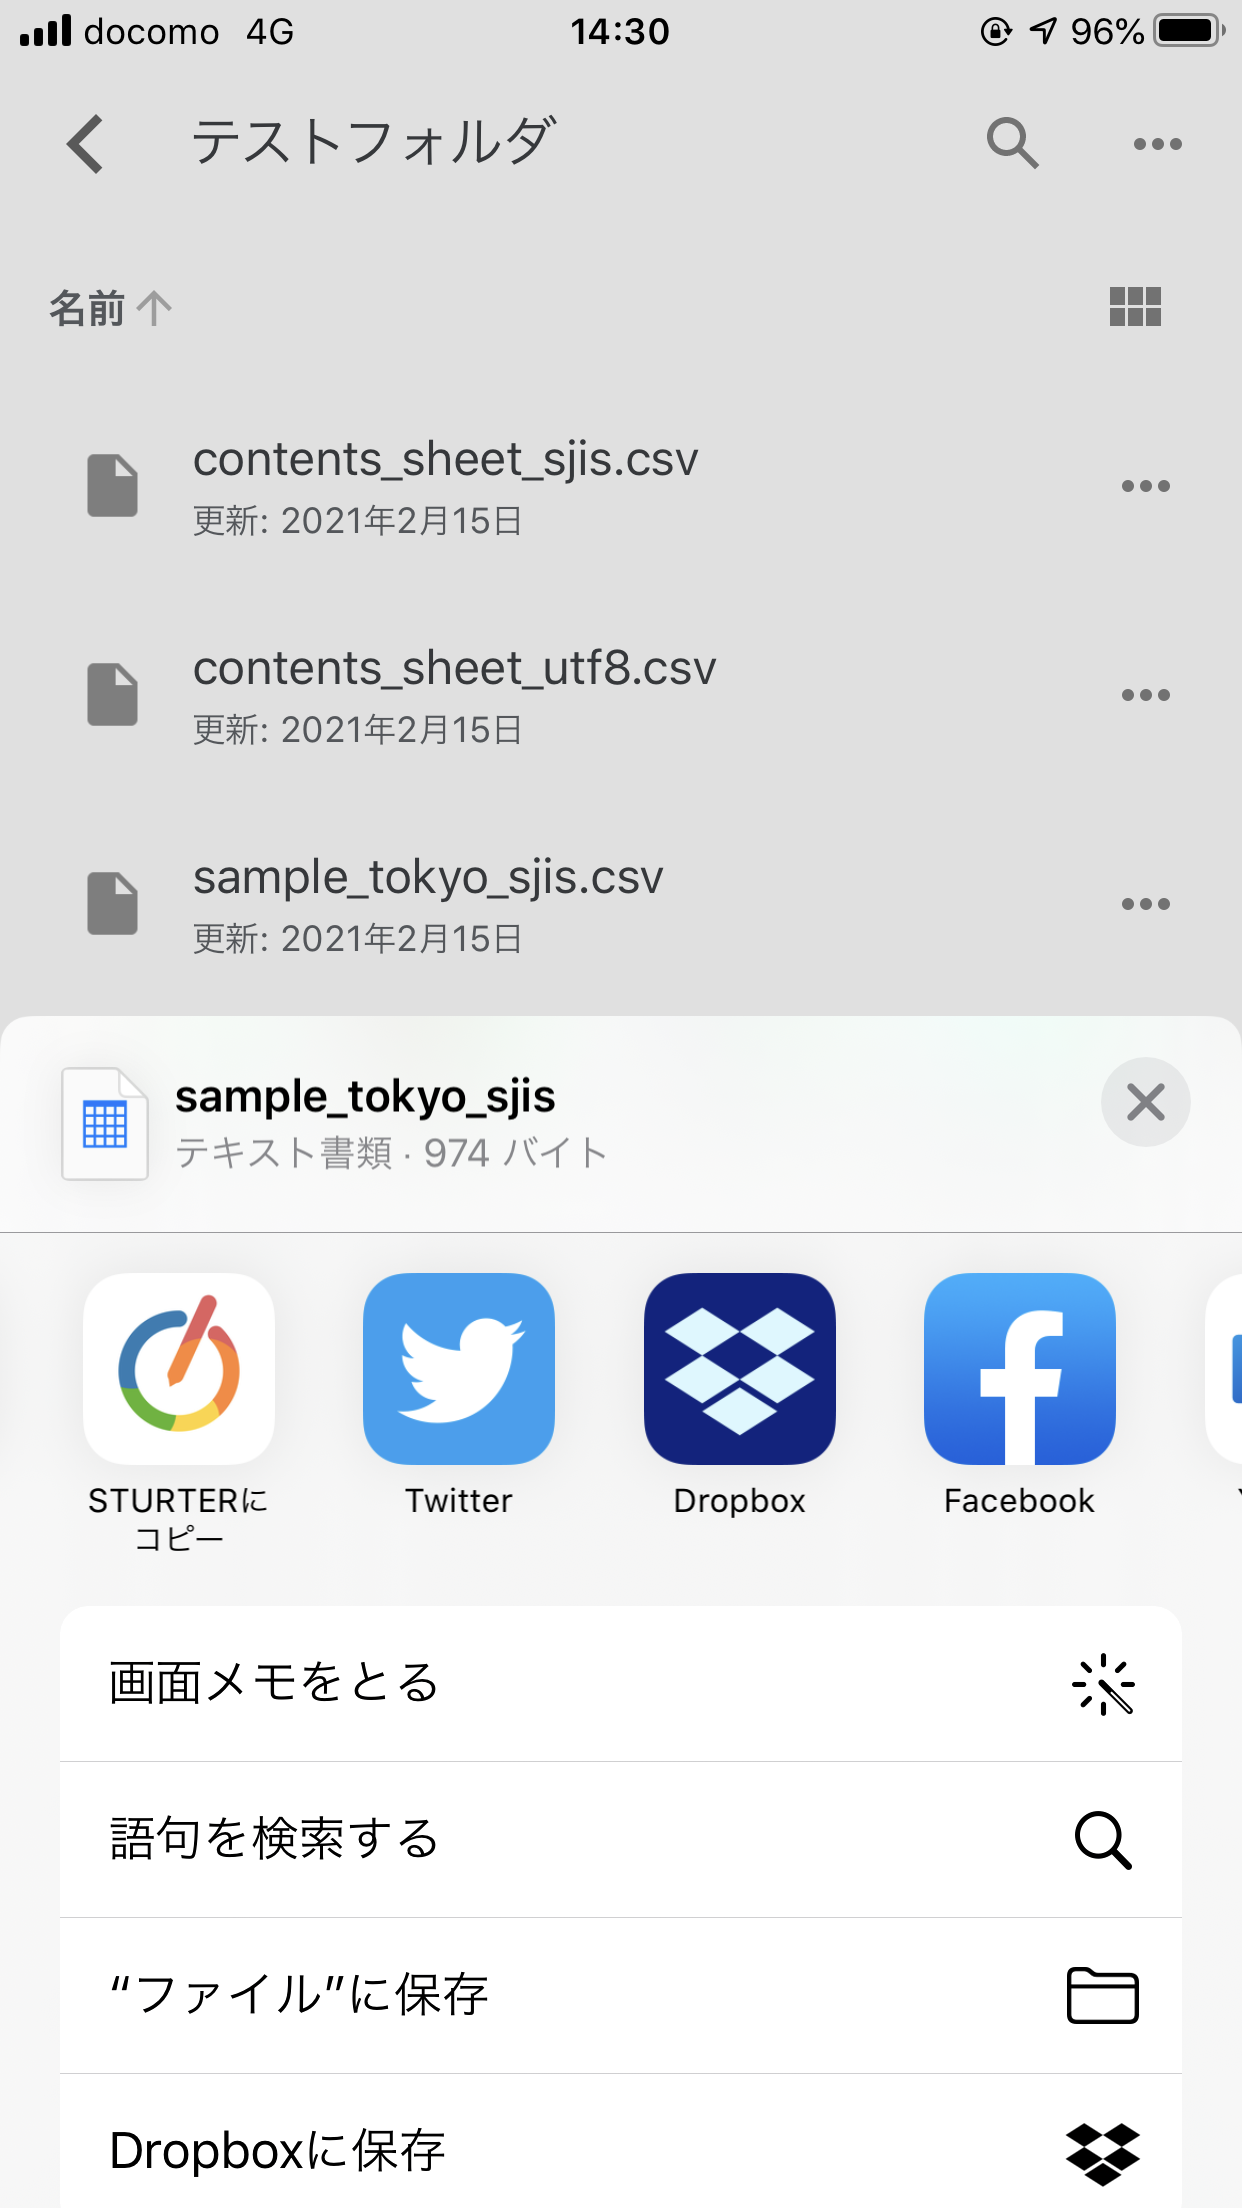 docomo 4G 14:30 96%
テストフォルダ
名前
contents_sheet_sjis.csv
更新: 2021年2月15日
contents_sheet_utf8.csv
更新: 2021年2月15日
sample_tokyo_sjis.csv
更新: 2021年2月15日
sample_tokyo_sjis
テキスト書類 · 974 バイト
STURTERに
コピー
Twitter
Dropbox
Facebook
画面メモをとる
語句を検索する
“ファイル”に保存
Dropboxに保存